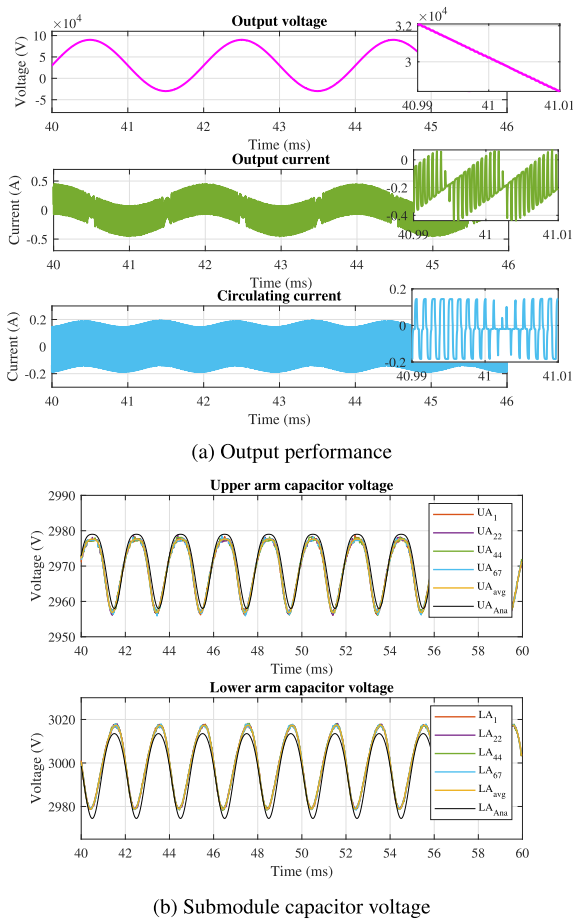 Output voltage
×10⁴
Voltage (V)
10
5
0
-5
40
41
42
43
44
45
46
Time (ms)
×10⁴
3.2
3
40.99
41
41.01
Output current
Current (A)
0.5
0
-0.5
40
41
42
43
44
45
46
Time (ms)
0
-0.2
-0.4
40.99
41
41.01
Circulating current
Current (A)
0.2
0
-0.2
40
41
42
43
44
45
46
Time (ms)
0.2
0
-0.2
40.99
41
41.01
(a) Output performance
Upper arm capacitor voltage
Voltage (V)
2990
2980
2970
2960
2950
40 42 44 46 48 50 52 54 56 58 60
Time (ms)
UA₁
UA₂₂
UA₄₄
UA₆₇
UAavg
UAAna
Lower arm capacitor voltage
Voltage (V)
3020
3000
2980
40 42 44 46 48 50 52 54 56 58 60
Time (ms)
LA₁
LA₂₂
LA₄₄
LA₆₇
LAavg
LAAna
(b) Submodule capacitor voltage